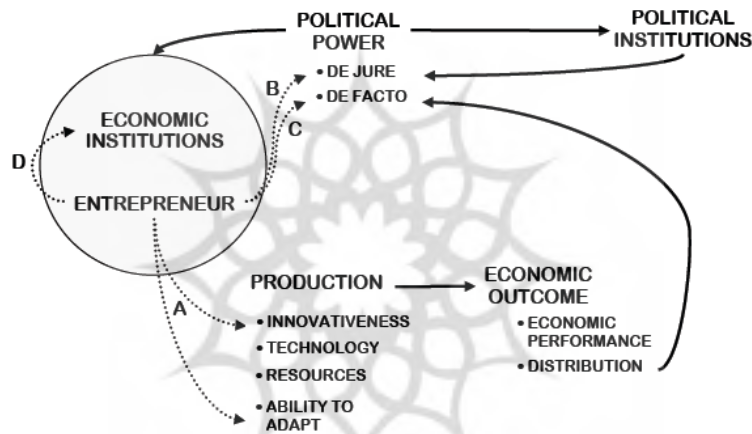 POLITICAL
POWER
• DE JURE
• DE FACTO
POLITICAL
INSTITUTIONS
B
C
ECONOMIC
INSTITUTIONS
D
ENTREPRENEUR
A
PRODUCTION
• INNOVATIVENESS
• TECHNOLOGY
• RESOURCES
• ABILITY TO
ADAPT
ECONOMIC
OUTCOME
• ECONOMIC
PERFORMANCE
• DISTRIBUTION